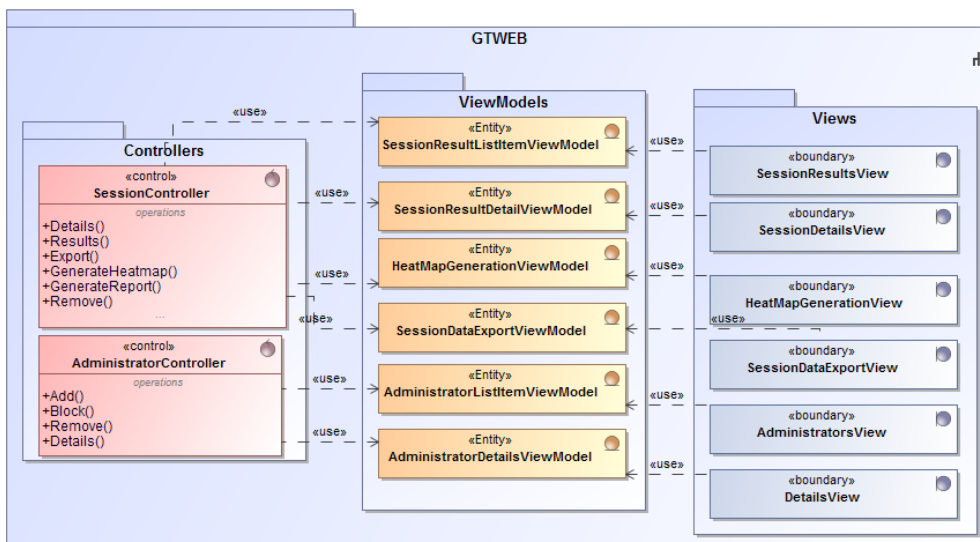 GTWEB
Controllers
«control»
SessionController
operations
+Details()
+Results()
+Export()
+GenerateHeatmap()
+GenerateReport()
+Remove()
...
«control»
AdministratorController
operations
+Add()
+Block()
+Remove()
+Details()
«use»
«use»
«use»
«use»
«use»
«use»
ViewModels
«Entity»
SessionResultListItemViewModel
«Entity»
SessionResultDetailViewModel
«Entity»
HeatMapGenerationViewModel
«Entity»
SessionDataExportViewModel
«Entity»
AdministratorListItemViewModel
«Entity»
AdministratorDetailsViewModel
«use»
«use»
«use»
«use»
«use»
«use»
Views
«boundary»
SessionResultsView
«boundary»
SessionDetailsView
«boundary»
HeatMapGenerationView
«boundary»
SessionDataExportView
«boundary»
AdministratorsView
«boundary»
DetailsView